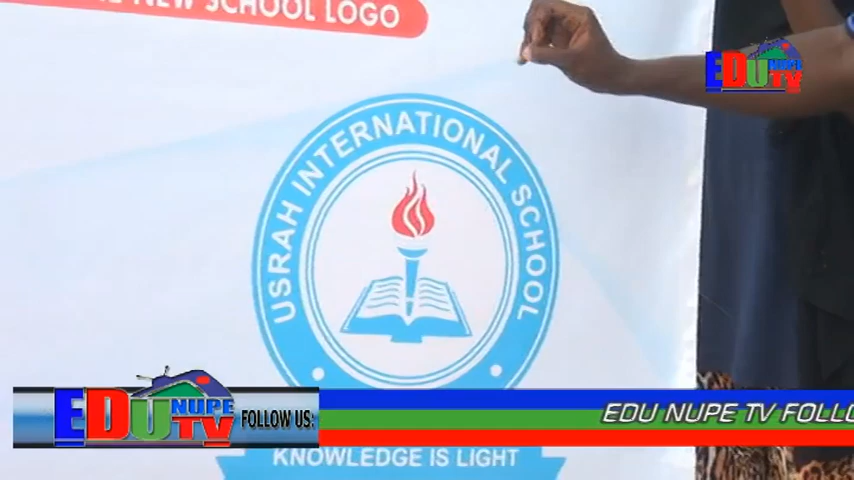 NEW SCHOOL LOGO
EDU NUPE TV
USRAH INTERNATIONAL SCHOOL
EDU NUPE TV FOLLOW US:
EDU NUPE TV FOLLO
KNOWLEDGE IS LIGHT